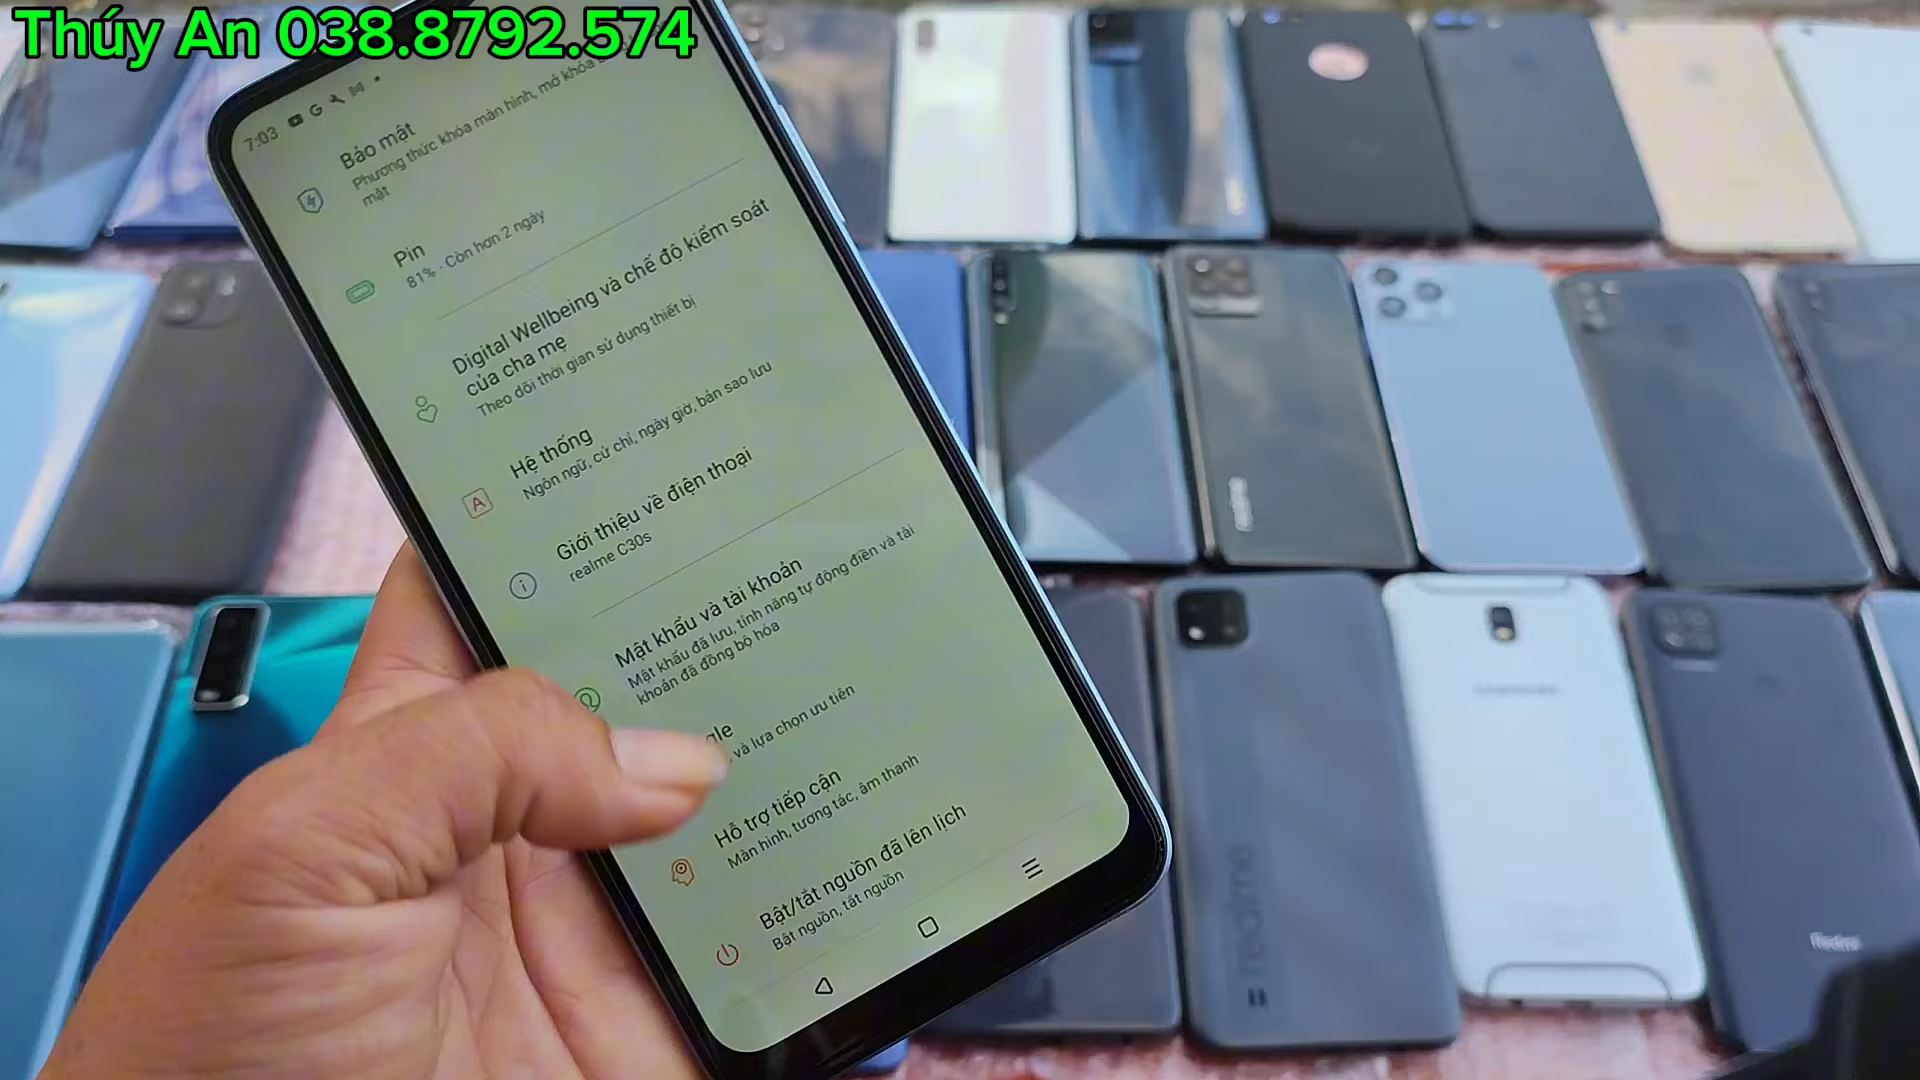 Thúy An 038.8792.574
7:03
Bảo mật
Phương thức khóa màn hình, mở khóa
mật
Pin
81% - Còn hơn 2 ngày
Digital Wellbeing và chế độ kiểm soát
của cha mẹ
Theo dõi thời gian sử dụng thiết bị
Hệ thống
Ngôn ngữ, cử chỉ, ngày giờ, bản sao lưu
Giới thiệu về điện thoại
realme C30s
Mật khẩu và tài khoản
Mật khẩu đã lưu, tính năng tự động điền và tài
khoản đã đồng bộ hóa
gle
và lựa chọn ưu tiên
Hỗ trợ tiếp cận
Màn hình, tương tác, âm thanh
Bật/tắt nguồn đã lên lịch
Bật nguồn, tắt nguồn
realme
realme
SAMSUNG
Redmi